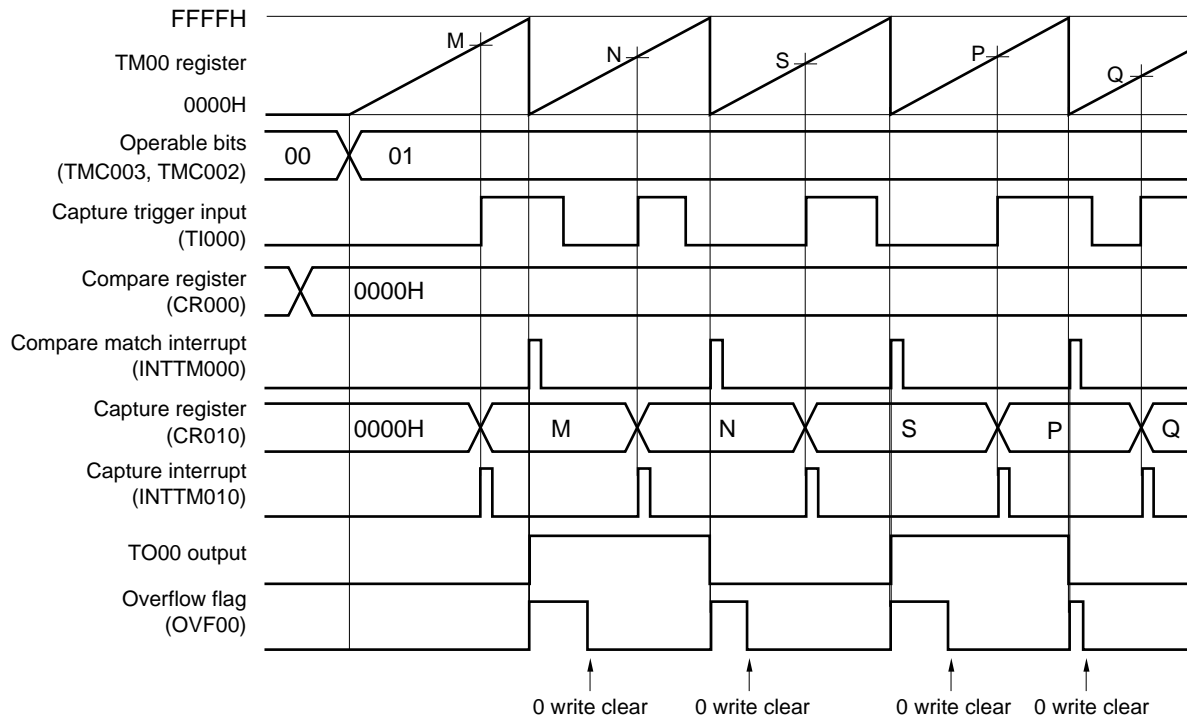 FFFFH
TM00 register
0000H
M
N
S
P
Q
Operable bits
(TMC003, TMC002)
00
01
Capture trigger input
(TI000)
Compare register
(CR000)
0000H
Compare match interrupt
(INTTM000)
Capture register
(CR010)
0000H
M
N
S
P
Q
Capture interrupt
(INTTM010)
TO00 output
Overflow flag
(OVF00)
0 write clear
0 write clear
0 write clear
0 write clear